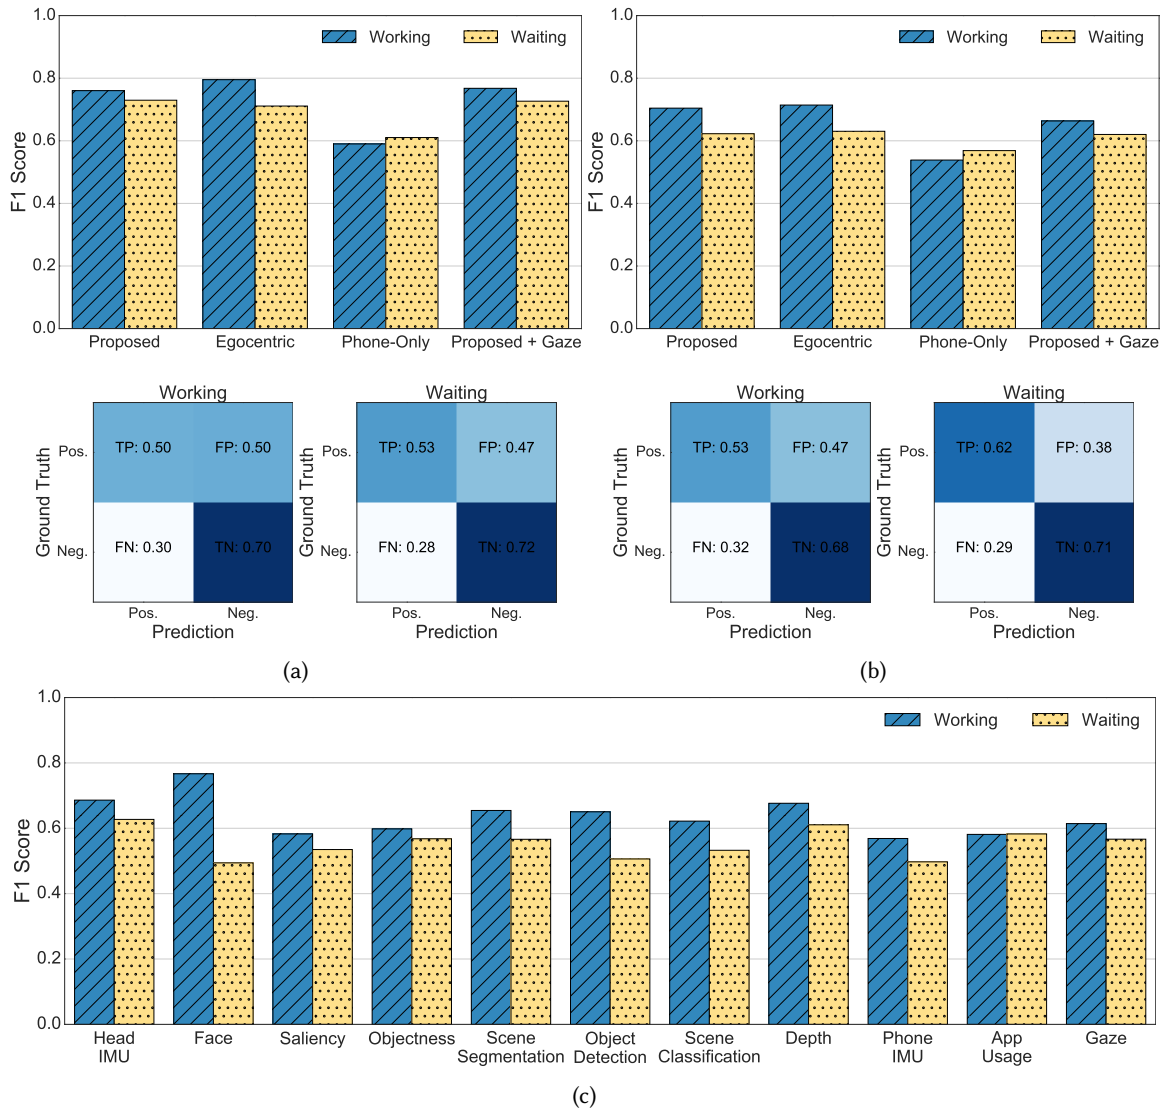 1.0
0.8
0.6
0.4
0.2
0.0
F1 Score
Working Waiting
Proposed Egocentric Phone-Only Proposed + Gaze
1.0
0.8
0.6
0.4
0.2
0.0
F1 Score
Working Waiting
Proposed Egocentric Phone-Only Proposed + Gaze
Working
Ground Truth
Pos.
Neg.
TP: 0.50 FP: 0.50
FN: 0.30 TN: 0.70
Pos. Neg.
Prediction
Waiting
Ground Truth
Pos.
Neg.
TP: 0.53 FP: 0.47
FN: 0.28 TN: 0.72
Pos. Neg.
Prediction
(a)
Working
Ground Truth
Pos.
Neg.
TP: 0.53 FP: 0.47
FN: 0.32 TN: 0.68
Pos. Neg.
Prediction
Waiting
Ground Truth
Pos.
Neg.
TP: 0.62 FP: 0.38
FN: 0.29 TN: 0.71
Pos. Neg.
Prediction
(b)
1.0
0.8
0.6
0.4
0.2
0.0
F1 Score
Working Waiting
Head
IMU
Face
Saliency
Objectness
Scene
Segmentation
Object
Detection
Scene
Classification
Depth
Phone
IMU
App
Usage
Gaze
(c)